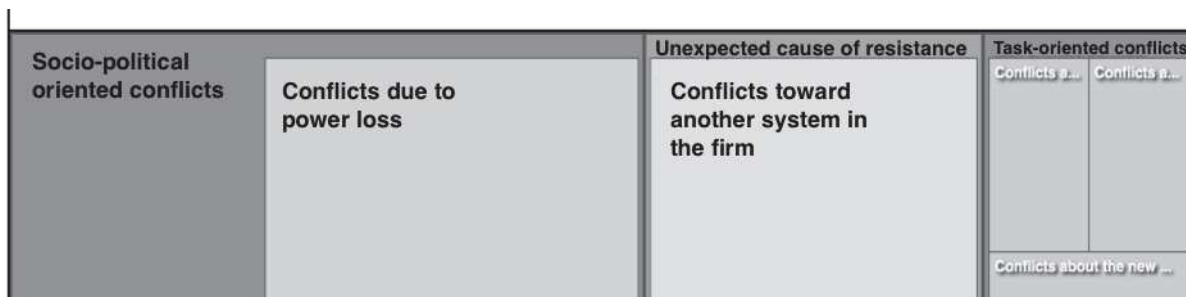 Socio-political
oriented conflicts
Conflicts due to
power loss
Unexpected cause of resistance
Conflicts toward
another system in
the firm
Task-oriented conflicts
Conflicts a...
Conflicts a...
Conflicts about the new ...